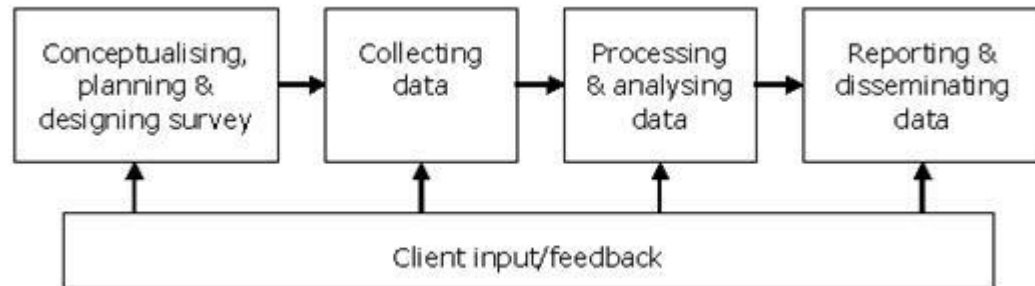 Conceptualising,
planning &
designing survey
Collecting
data
Processing
& analysing
data
Reporting &
disseminating
data
Client input/feedback